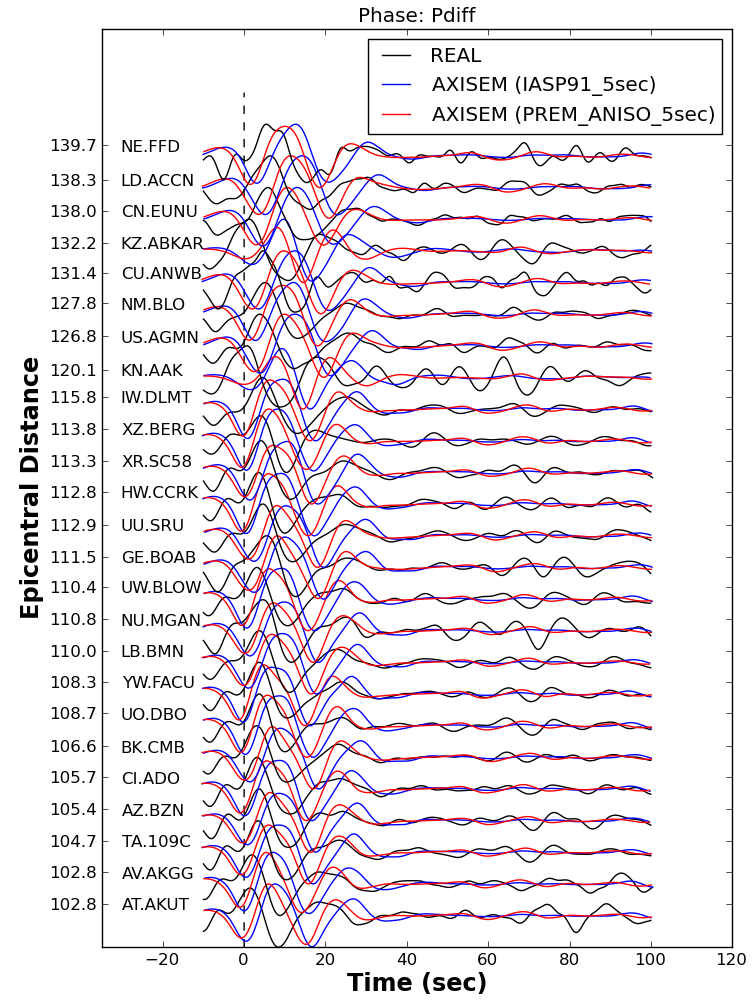 Phase: Pdiff
REAL
AXISEM (IASP91_5sec)
AXISEM (PREM_ANISO_5sec)
Epicentral Distance
139.7 NE.FFD
138.3 LD.ACCN
138.0 CN.EUNU
132.2 KZ.ABKAR
131.4 CU.ANWB
127.8 NM.BLO
126.8 US.AGMN
120.1 KN.AAK
115.8 IW.DLMT
113.8 XZ.BERG
113.3 XR.SC58
112.8 HW.CCRK
112.9 UU.SRU
111.5 GE.BOAB
110.4 UW.BLOW
110.8 NU.MGAN
110.0 LB.BMN
108.3 YW.FACU
108.7 UO.DBO
106.6 BK.CMB
105.7 CI.ADO
105.4 AZ.BZN
104.7 TA.109C
102.8 AV.AKGG
102.8 AT.AKUT
−20 0 20 40 60 80 100 120
Time (sec)